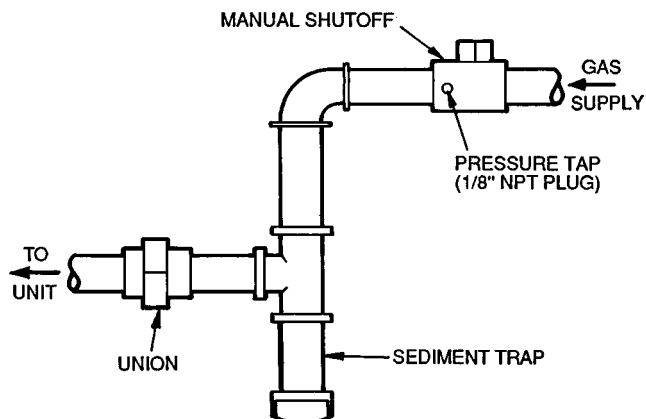 MANUAL SHUTOFF
GAS
SUPPLY
PRESSURE TAP
(1/8" NPT PLUG)
TO
UNIT
UNION
SEDIMENT TRAP